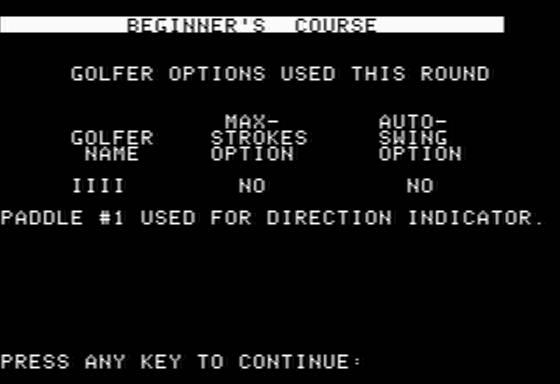 BEGINNER'S COURSE
GOLFER OPTIONS USED THIS ROUND
MAX- AUTO-
GOLFER STROKES SWING
NAME OPTION OPTION
IIII NO NO
PADDLE #1 USED FOR DIRECTION INDICATOR.
PRESS ANY KEY TO CONTINUE: